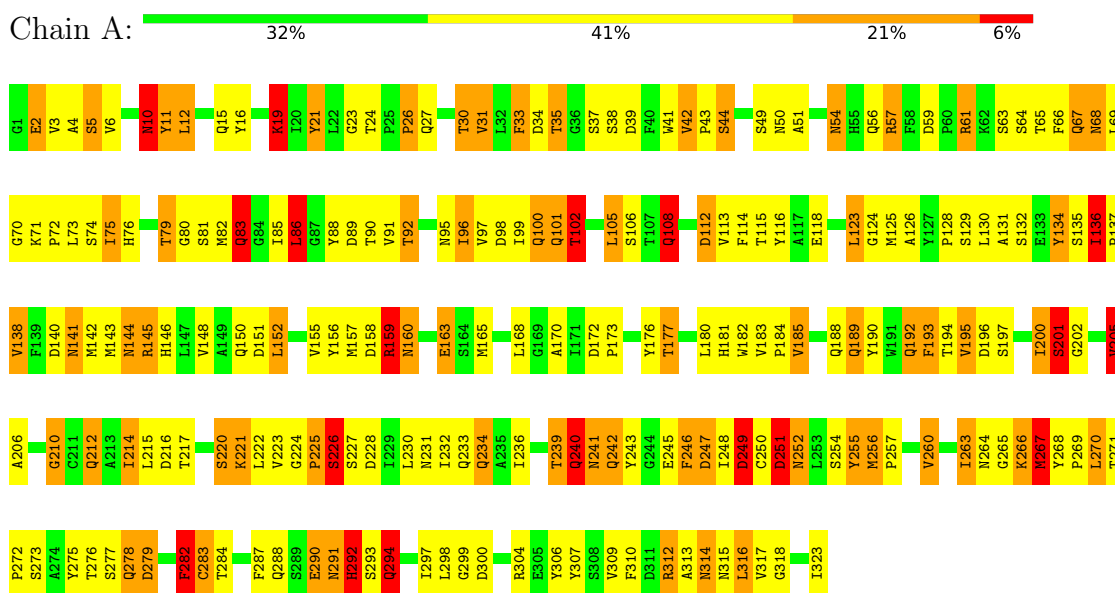 Chain A:
32% 41% 21% 6%
G1 E2 V3 A4 S5 V6 N10 Y11 L12 Q15 Y16 K19 I20 Y21 L22 G23 T24 P25 P26 Q27 T30 V31 L32 F33 D34 T35 G36 S37 S38 D39 F40 W41 V42 P43 S44 S49 N50 A51 N54 H55 Q56 R57 F58 D59 P60 R61 K62 S63 S64 T65 F66 Q67 N68 L69
G70 K71 P72 L73 S74 I75 H76 T79 G80 S81 M82 Q83 G84 I85 L86 G87 Y88 D89 T90 V91 T92 N95 I96 V97 D98 I99 Q100 Q101 T102 L105 S106 T107 Q108 D112 V113 F114 T115 Y116 A117 E118 L123 G124 M125 A126 Y127 P128 S129 L130 A131 S132 E133 Y134 S135 I136 P137
V138 F139 D140 N141 M142 M143 N144 R145 H146 L147 V148 A149 Q150 D151 L152 V155 Y156 M157 D158 R159 N160 E163 S164 M165 L168 G169 A170 I171 D172 P173 Y176 T177 L180 H181 W182 V183 P184 V185 Q188 Q189 Y190 W191 Q192 F193 T194 V195 D196 S197 I200 S201 G202 V205
A206 G210 C211 Q212 A213 I214 L215 D216 T217 S220 K221 L222 V223 G224 P225 S226 S227 D228 I229 L230 N231 I232 Q233 Q234 A235 I236 T239 Q240 N241 Q242 Y243 G244 E245 F246 D247 I248 D249 C250 D251 N252 L253 S254 Y255 M256 P257 V260 I263 N264 G265 K266 M267 Y268 P269 L270 T271
P272 S273 A274 Y275 T276 S277 Q278 D279 F282 C283 T284 F287 Q288 S289 E290 N291 H292 S293 Q294 I297 L298 G299 D300 R304 E305 Y306 Y307 S308 V309 F310 D311 R312 A313 N314 N315 L316 V317 G318 I323